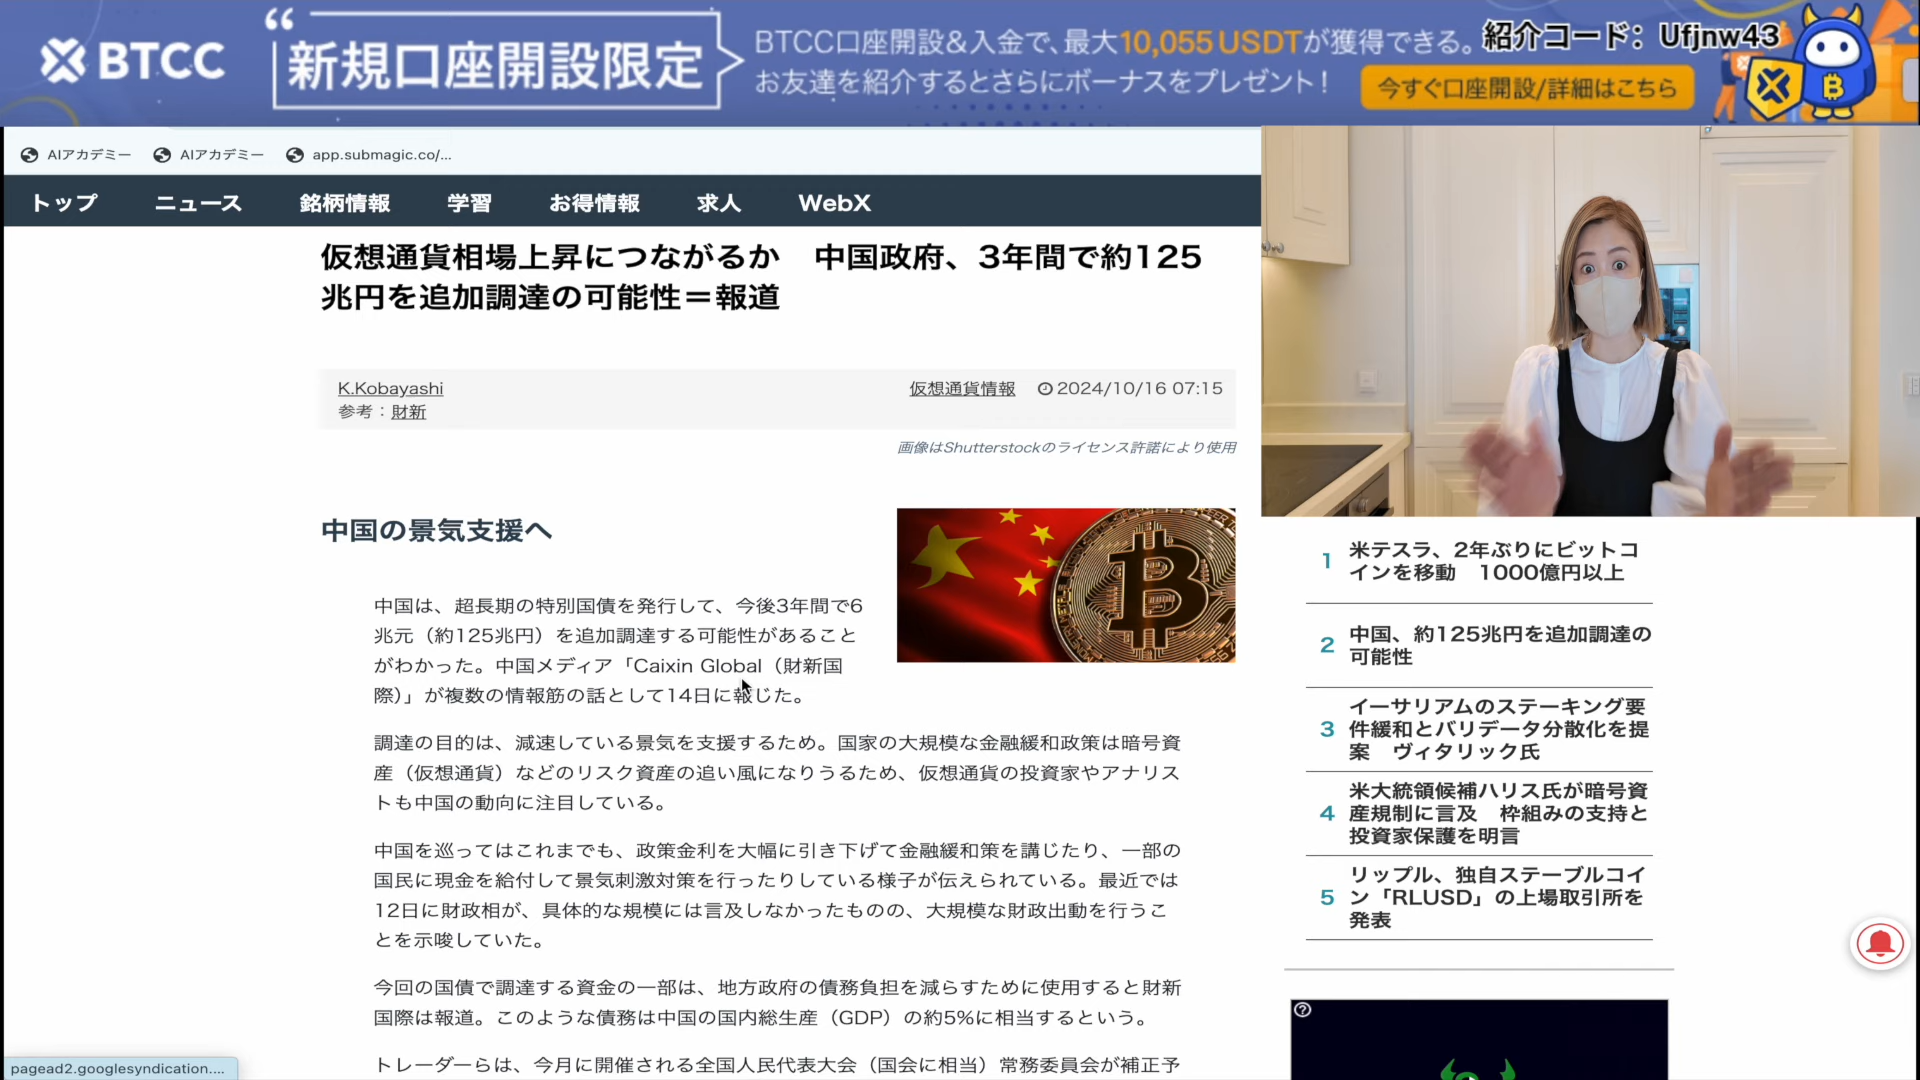 BTCC
“新規口座開設限定
BTCC口座開設&入金で、最大10,055 USDTが獲得できる。
お友達を紹介するとさらにボーナスをプレゼント！
紹介コード：Ufjnw43
今すぐ口座開設/詳細はこちら
AIアカデミー
AIアカデミー
app.submagic.co/...
トップ
ニュース
銘柄情報
学習
お得情報
求人
WebX
仮想通貨相場上昇につながるか　中国政府、3年間で約125
兆円を追加調達の可能性＝報道
K.Kobayashi
仮想通貨情報
2024/10/16 07:15
参考：財新
画像はShutterstockのライセンス許諾により使用
中国の景気支援へ
中国は、超長期の特別国債を発行して、今後3年間で6
兆元（約125兆円）を追加調達する可能性があること
がわかった。中国メディア「Caixin Global（財新国
際）」が複数の情報筋の話として14日に報じた。
調達の目的は、減速している景気を支援するため。国家の大規模な金融緩和政策は暗号資
産（仮想通貨）などのリスク資産の追い風になりうるため、仮想通貨の投資家やアナリス
トも中国の動向に注目している。
中国を巡ってはこれまでも、政策金利を大幅に引き下げて金融緩和策を講じたり、一部の
国民に現金を給付して景気刺激対策を行ったりしている様子が伝えられている。最近では
12日に財政相が、具体的な規模には言及しなかったものの、大規模な財政出動を行うこ
とを示唆していた。
今回の国債で調達する資金の一部は、地方政府の債務負担を減らすために使用すると財新
国際は報道。このような債務は中国の国内総生産（GDP）の約5%に相当するという。
トレーダーらは、今月に開催される全国人民代表大会（国会に相当）常務委員会が補正予
1
米テスラ、2年ぶりにビットコ
インを移動　1000億円以上
2
中国、約125兆円を追加調達の
可能性
3
イーサリアムのステーキング要
件緩和とバリデータ分散化を提
案　ヴィタリック氏
4
米大統領候補ハリス氏が暗号資
産規制に言及　枠組みの支持と
投資家保護を明言
5
リップル、独自ステーブルコイ
ン「RLUSD」の上場取引所を
発表
pagead2.googlesyndication....